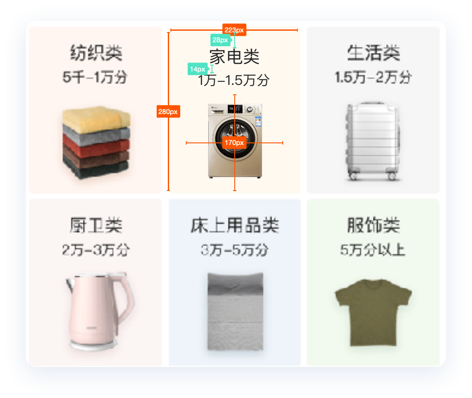 223px
28px
纺织类
家电类
生活类
14px
5千-1万分
1万-1.5万分
1.5万-2万分
280px
170px
厨卫类
床上用品类
服饰类
2万-3万分
3万-5万分
5万分以上